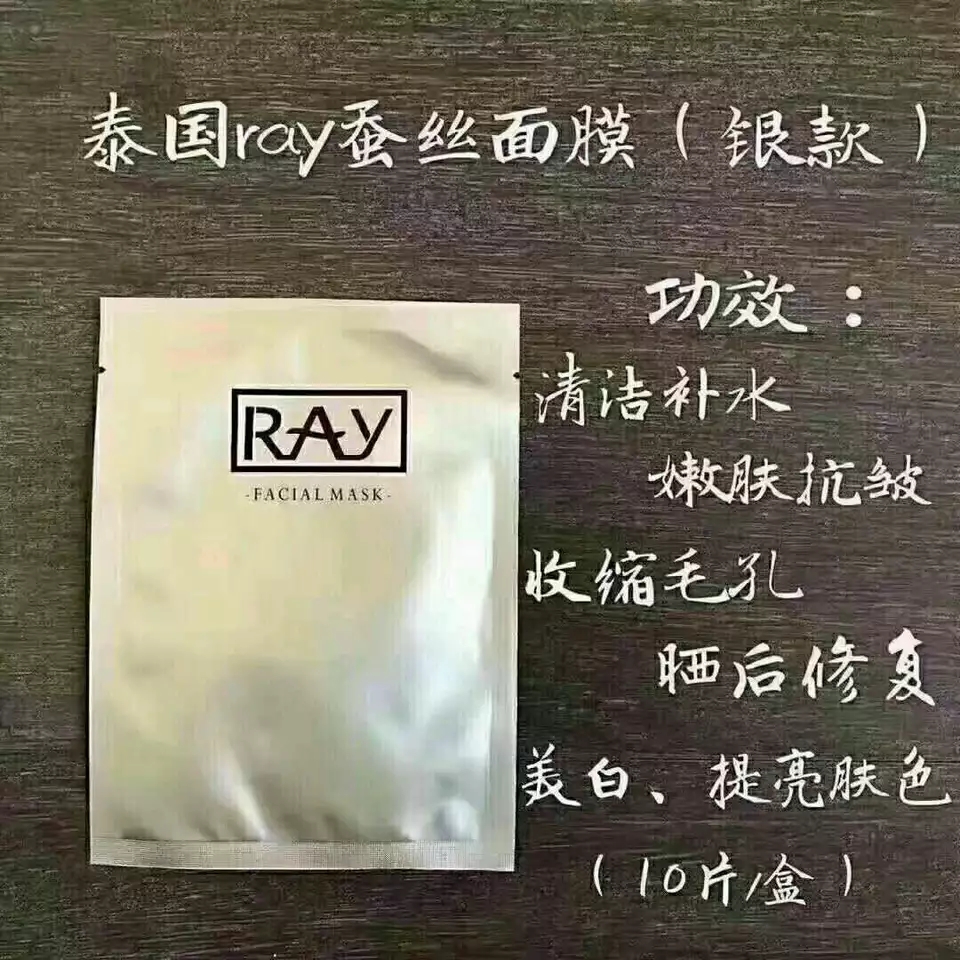 泰国ray蚕丝面膜（银款）
功效：
清洁补水
嫩肤抗皱
收缩毛孔
晒后修复
美白、提亮肤色
（10片/盒）
RAY
-FACIAL MASK-